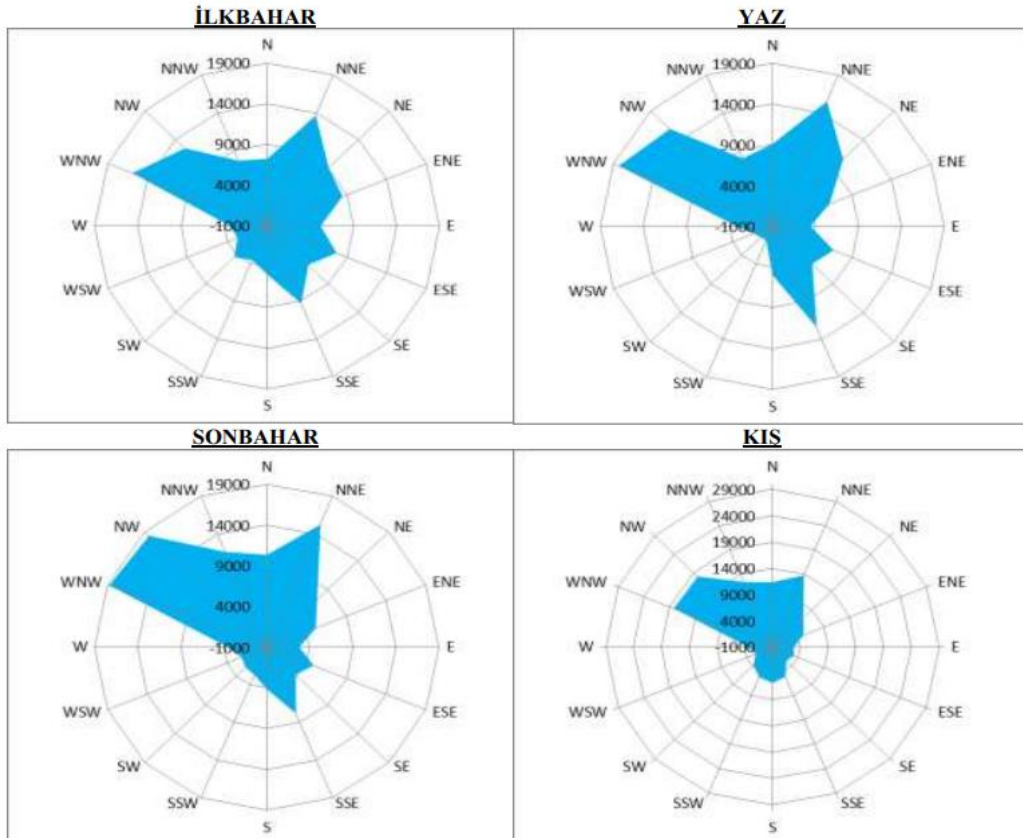 İLKBAHAR
N
NNW
19000
NNE
NW
14000
NE
9000
WNW
ENE
4000
W
-1000
E
WSW
ESE
SW
SE
SSW
SSE
S
YAZ
N
NNW
19000
NNE
NW
14000
NE
9000
WNW
ENE
4000
W
-1000
E
WSW
ESE
SW
SE
SSW
SSE
S
SONBAHAR
N
NNW
19000
NNE
NW
14000
NE
9000
WNW
ENE
4000
W
-1000
E
WSW
ESE
SW
SE
SSW
SSE
S
KIS
N
NNW
29000
NNE
24000
NW
19000
NE
14000
WNW
9000
ENE
4000
W
-1000
E
WSW
ESE
SW
SE
SSW
SSE
S